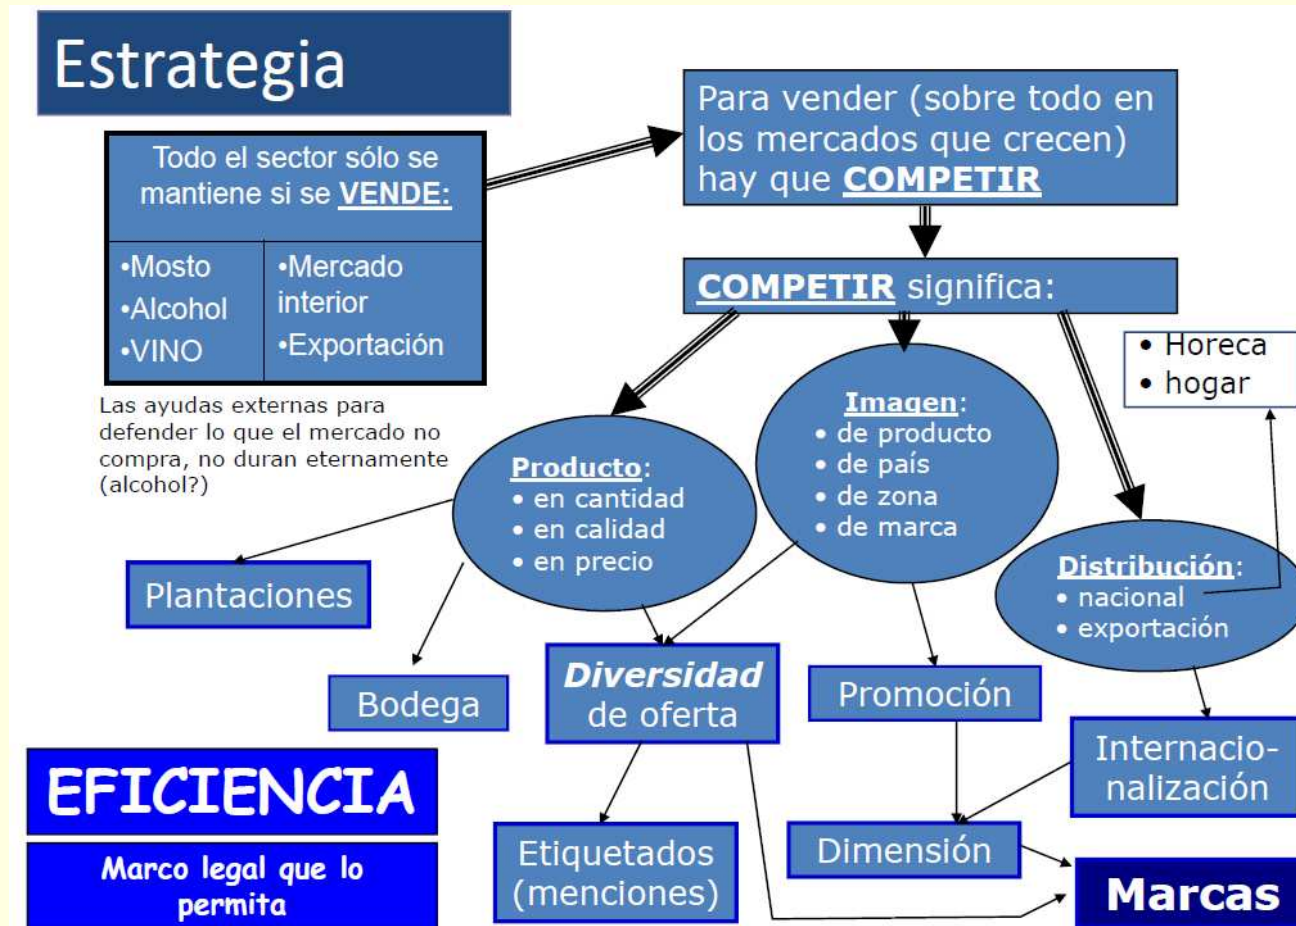 Estrategia
Todo el sector sólo se
mantiene si se VENDE:
•Mosto
•Alcohol
•VINO
•Mercado
interior
•Exportación
Las ayudas externas para
defender lo que el mercado no
compra, no duran eternamente
(alcohol?)
Para vender (sobre todo en
los mercados que crecen)
hay que COMPETIR
COMPETIR significa:
• Horeca
• hogar
Producto:
• en cantidad
• en calidad
• en precio
Imagen:
• de producto
• de país
• de zona
• de marca
Distribución:
• nacional
• exportación
Plantaciones
Bodega
Diversidad
de oferta
Promoción
Internacio-
nalización
Etiquetados
(menciones)
Dimensión
Marcas
EFICIENCIA
Marco legal que lo
permita